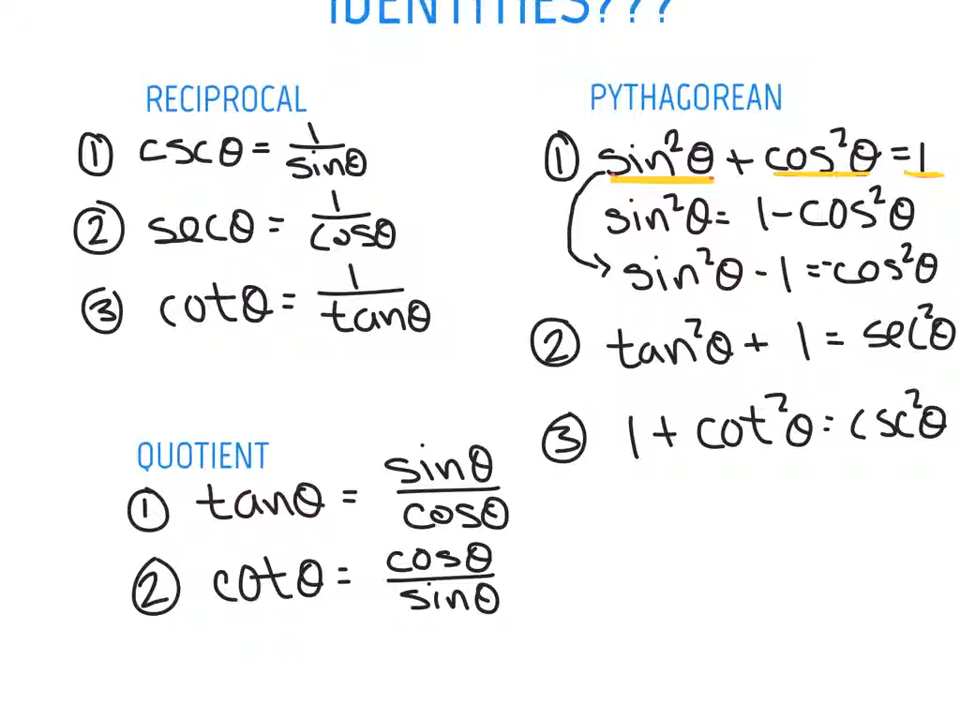 IDENTITIES???
RECIPROCAL
① cscθ = 1/sinθ
② secθ = 1/cosθ
③ cotθ = 1/tanθ
QUOTIENT
① tanθ = sinθ/cosθ
② cotθ = cosθ/sinθ
PYTHAGOREAN
① sin²θ + cos²θ = 1
sin²θ = 1 - cos²θ
sin²θ - 1 = -cos²θ
② tan²θ + 1 = sec²θ
③ 1 + cot²θ = csc²θ